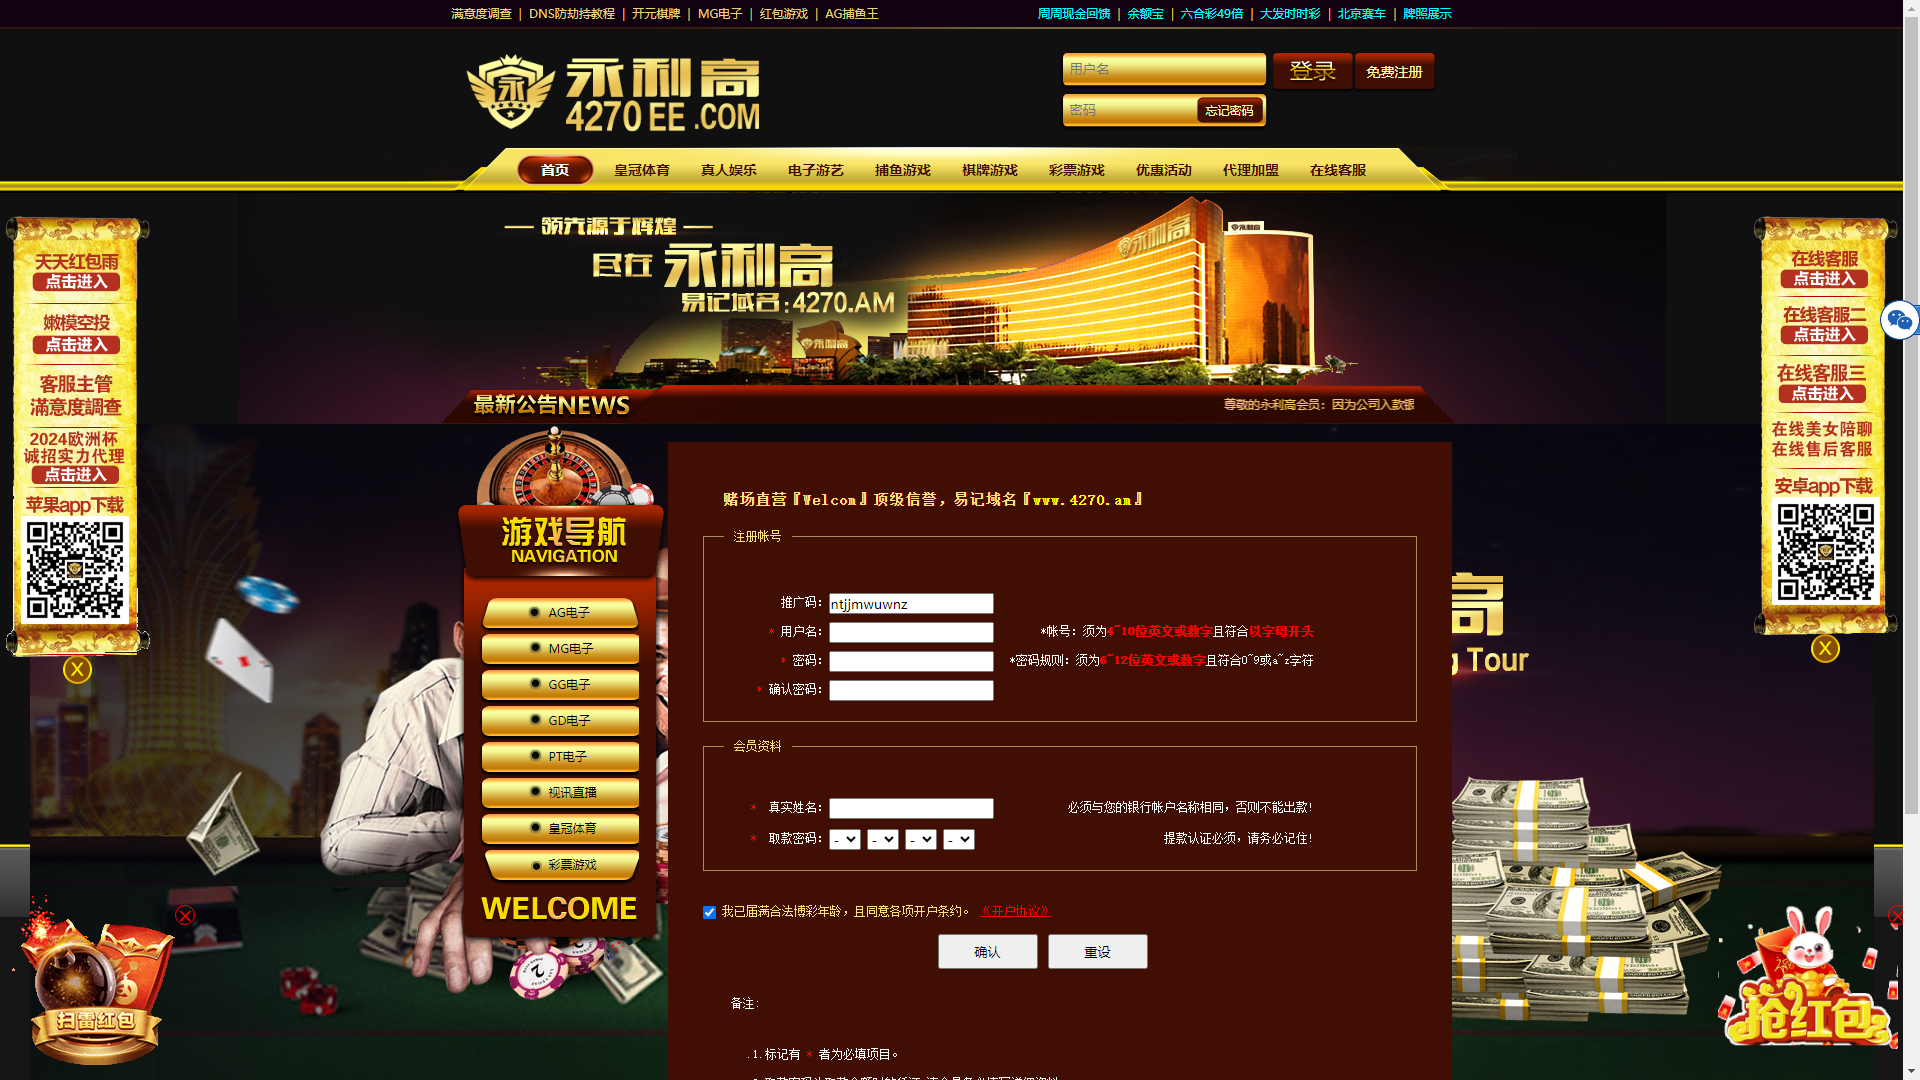 满意度调查 | DNS防劫持教程 | 开元棋牌 | MG电子 | 红包游戏 | AG捕鱼王
周周现金回馈 | 余额宝 | 六合彩49倍 | 大发时时彩 | 北京赛车 | 牌照展示
永利高
4270EE.COM
用户名
登录
免费注册
密码
忘记密码
首页
皇冠体育
真人娱乐
电子游艺
捕鱼游戏
棋牌游戏
彩票游戏
优惠活动
代理加盟
在线客服
领先源于辉煌
尽在 永利高
易记域名:4270.AM
永利高
永利高
永利高
天天红包雨
点击进入
嫩模空投
点击进入
客服主管
满意度調查
2024欧洲杯
诚招实力代理
点击进入
苹果app下载
X
在线客服
点击进入
在线客服二
点击进入
在线客服三
点击进入
在线美女陪聊
在线售后客服
安卓app下载
X
最新公告NEWS
尊敬的永利高会员：因为公司入款银
游戏导航
NAVIGATION
AG电子
MG电子
GG电子
GD电子
PT电子
视讯直播
皇冠体育
彩票游戏
WELCOME
赌场直营『Welcom』顶级信誉，易记域名『www.4270.am』
注册帐号
推广码： ntjjmwuwnz
* 用户名： *帐号：须为4~10位英文或数字且符合以字母开头
* 密码： *密码规则：须为6~12位英文或数字且符合0~9或a~z字符
* 确认密码：
会员资料
* 真实姓名： 必须与您的银行帐户名称相同，否则不能出款!
* 取款密码： - - - - 提款认证必须，请务必记住!
我已届满合法博彩年龄，且同意各项开户条约。 《开户协议》
确认
重设
备注:
.1.标记有 * 者为必填项目。
高
g Tour
扫雷红包
抢红包